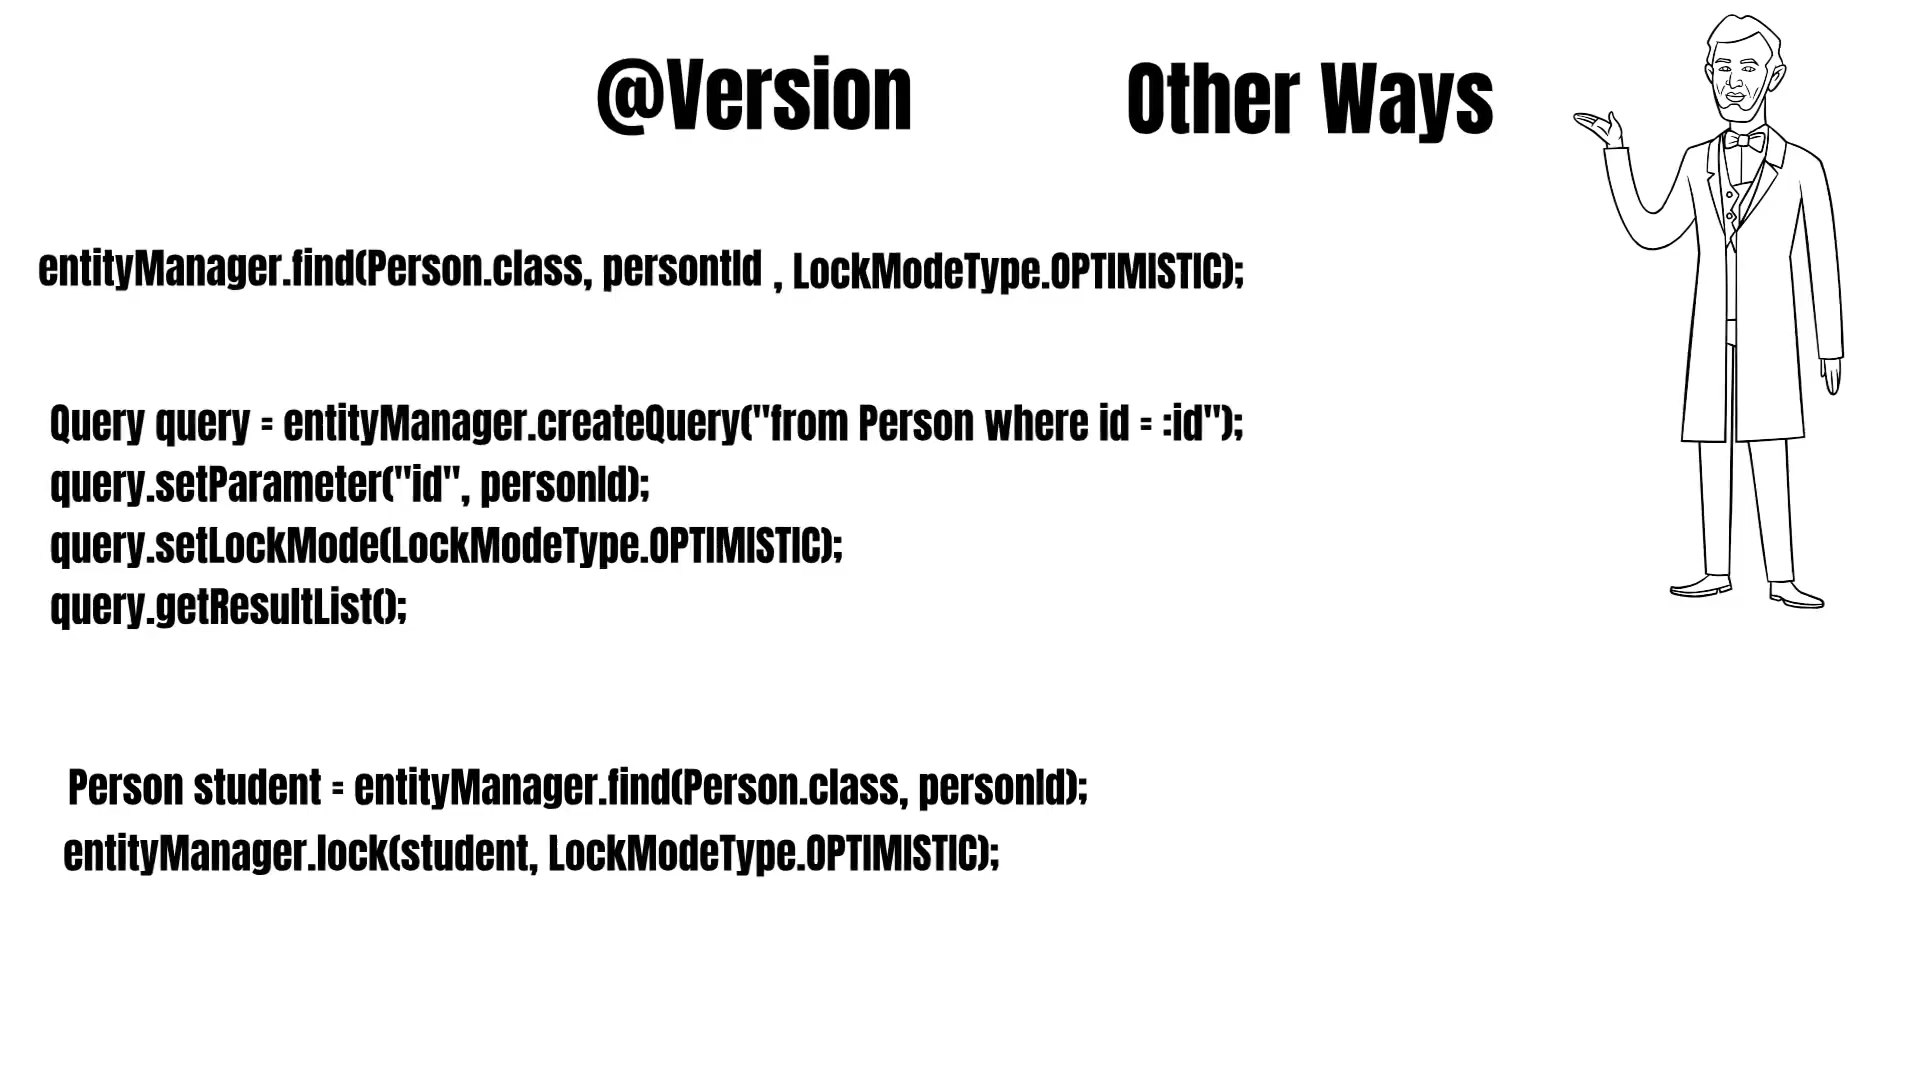 @Version Other Ways
entityManager.find(Person.class, persontId , LockModeType.OPTIMISTIC);
Query query = entityManager.createQuery("from Person where id = :id");
query.setParameter("id", personId);
query.setLockMode(LockModeType.OPTIMISTIC);
query.getResultList();
Person student = entityManager.find(Person.class, personId);
entityManager.lock(student, LockModeType.OPTIMISTIC);